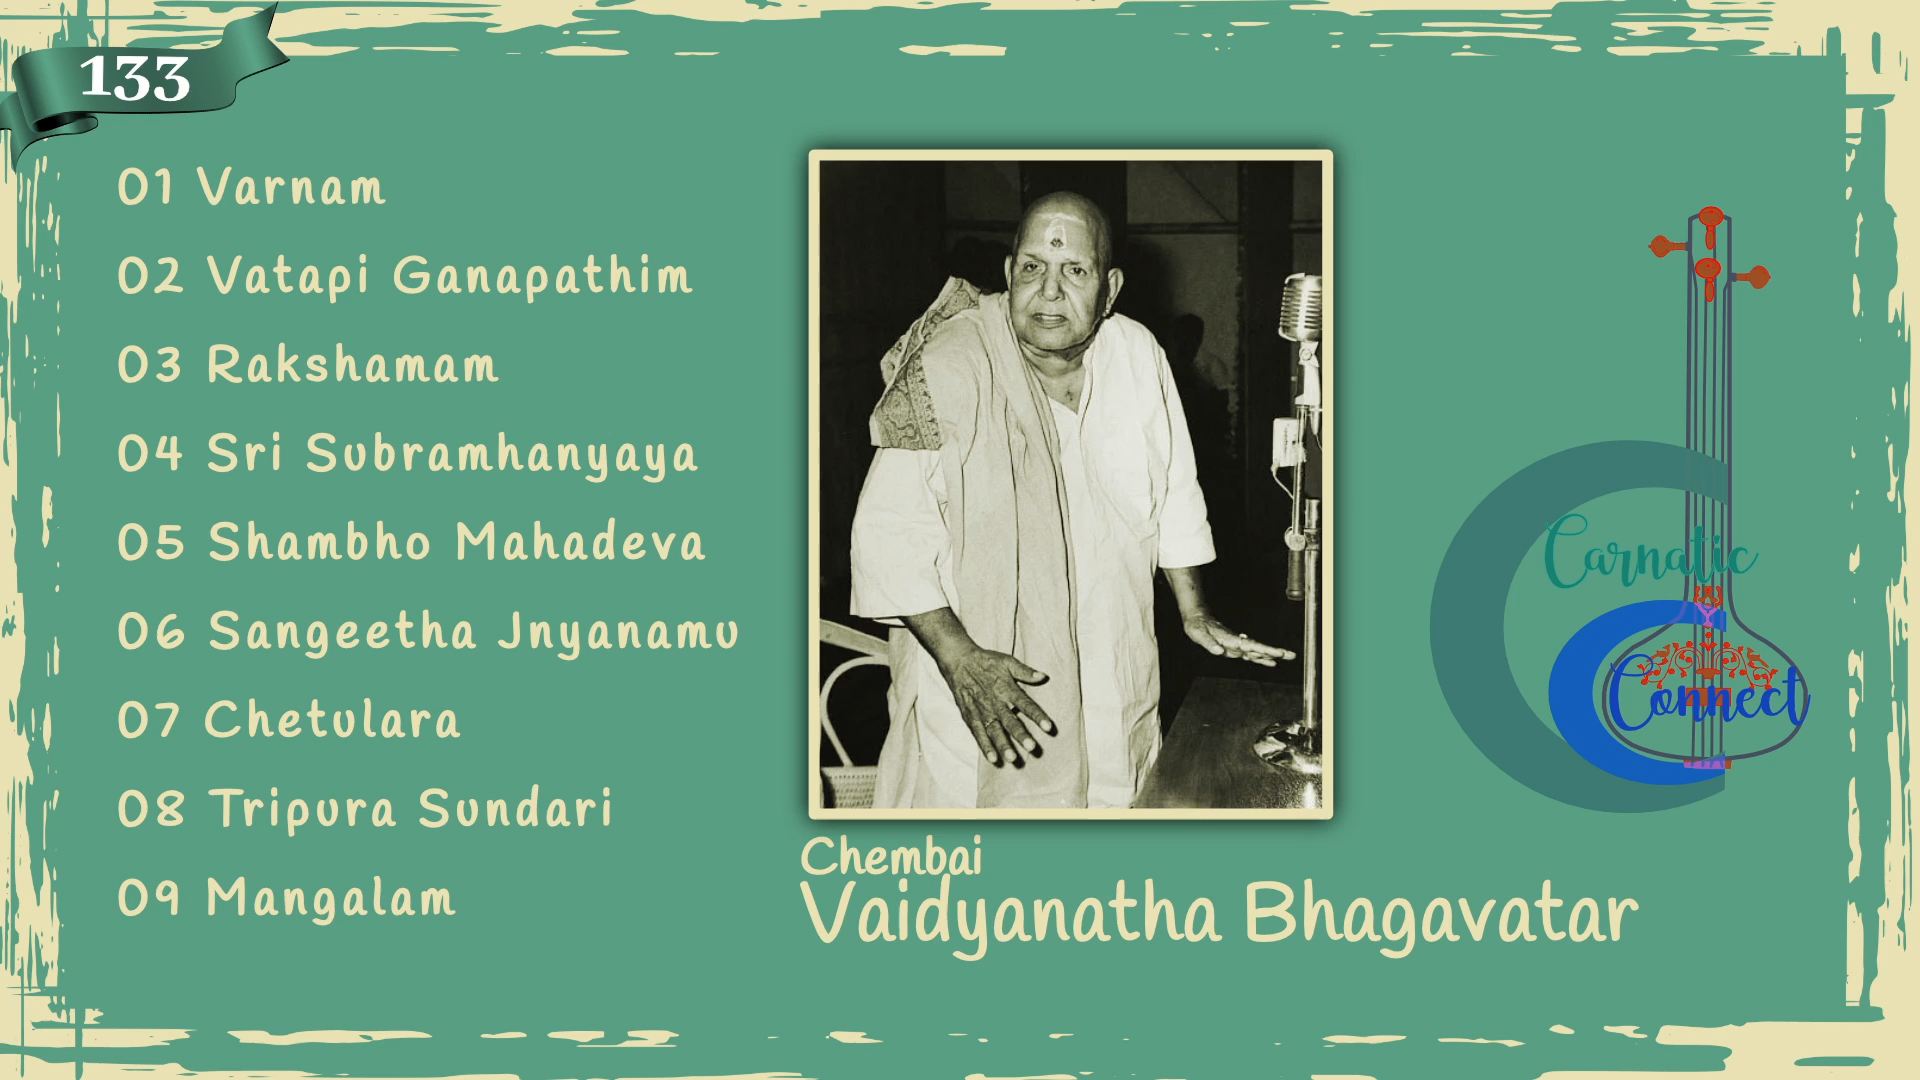 133
01 Varnam
02 Vatapi Ganapathim
03 Rakshamam
04 Sri Subramhanyaya
05 Shambho Mahadeva
06 Sangeetha Jnyanamu
07 Chetulara
08 Tripura Sundari
09 Mangalam
Chembai
Vaidyanatha Bhagavatar
Carnatic
Connect